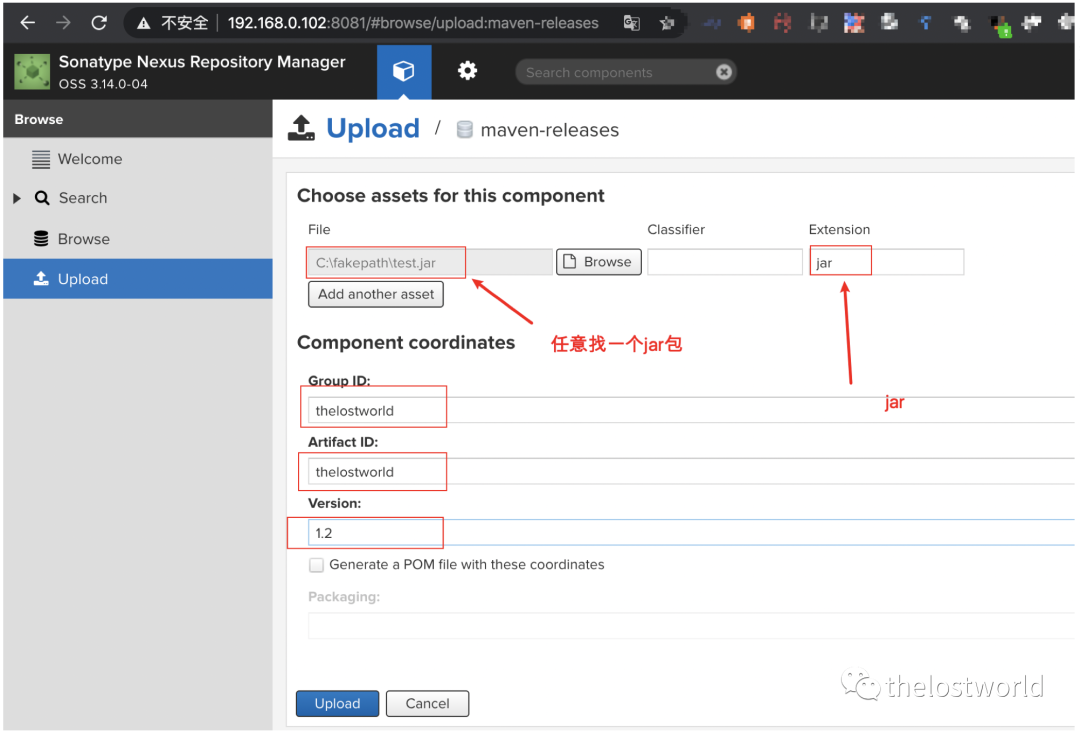 不安全 192.168.0.102:8081/#browse/upload:maven-releases
Sonatype Nexus Repository Manager
OSS 3.14.0-04
Search components
Browse
Upload / maven-releases
Welcome
Search
Browse
Upload
Choose assets for this component
File Classifier Extension
C:\fakepath\test.jar Browse jar
Add another asset
任意找一个jar包
jar
Component coordinates
Group ID:
thelostworld
Artifact ID:
thelostworld
Version:
1.2
Generate a POM file with these coordinates
Packaging:
Upload Cancel
thelostworld